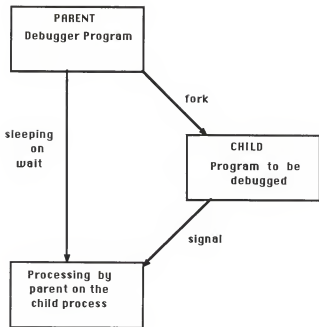 PARENT
Debugger Program
fork
sleeping
on
wait
CHILD
Program to be
debugged
signal
Processing by
parent on the
child process